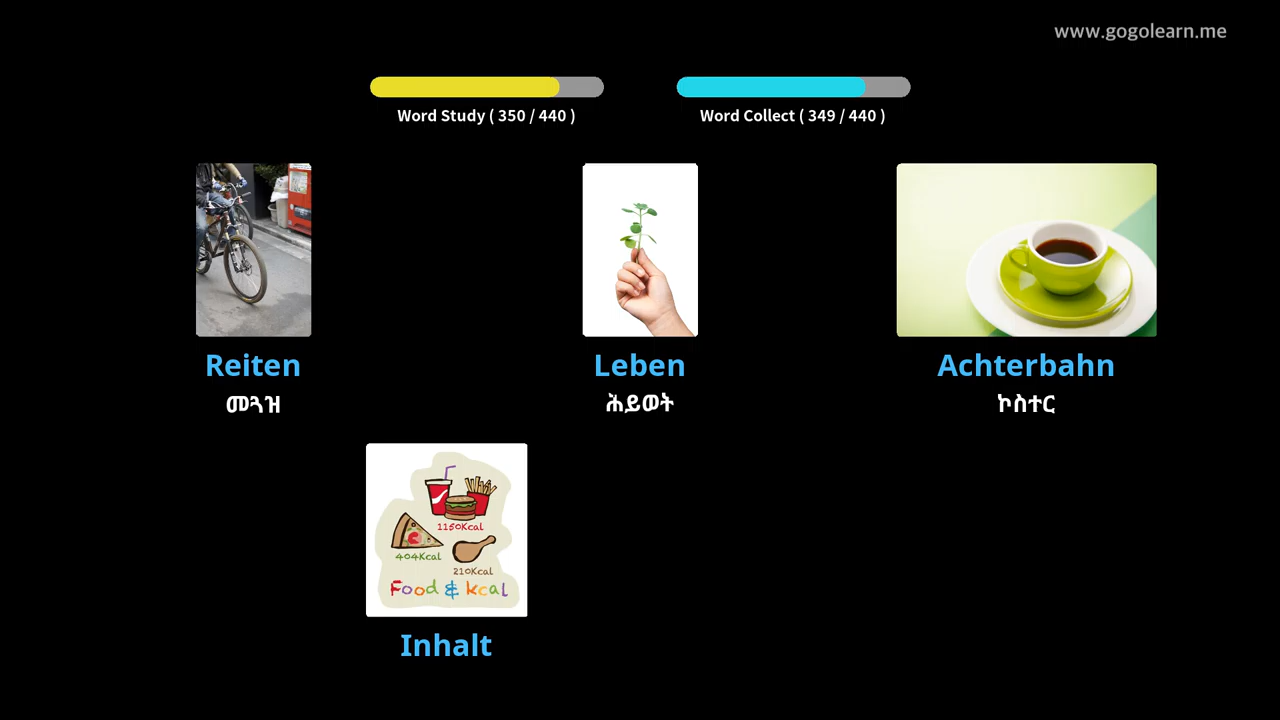 www.gogolearn.me
Word Study ( 350 / 440 )
Word Collect ( 349 / 440 )
Reiten
መጓዝ
Leben
ሕይወት
Achterbahn
ኮስተር
1150Kcal
404Kcal
210Kcal
Food & kcal
Inhalt